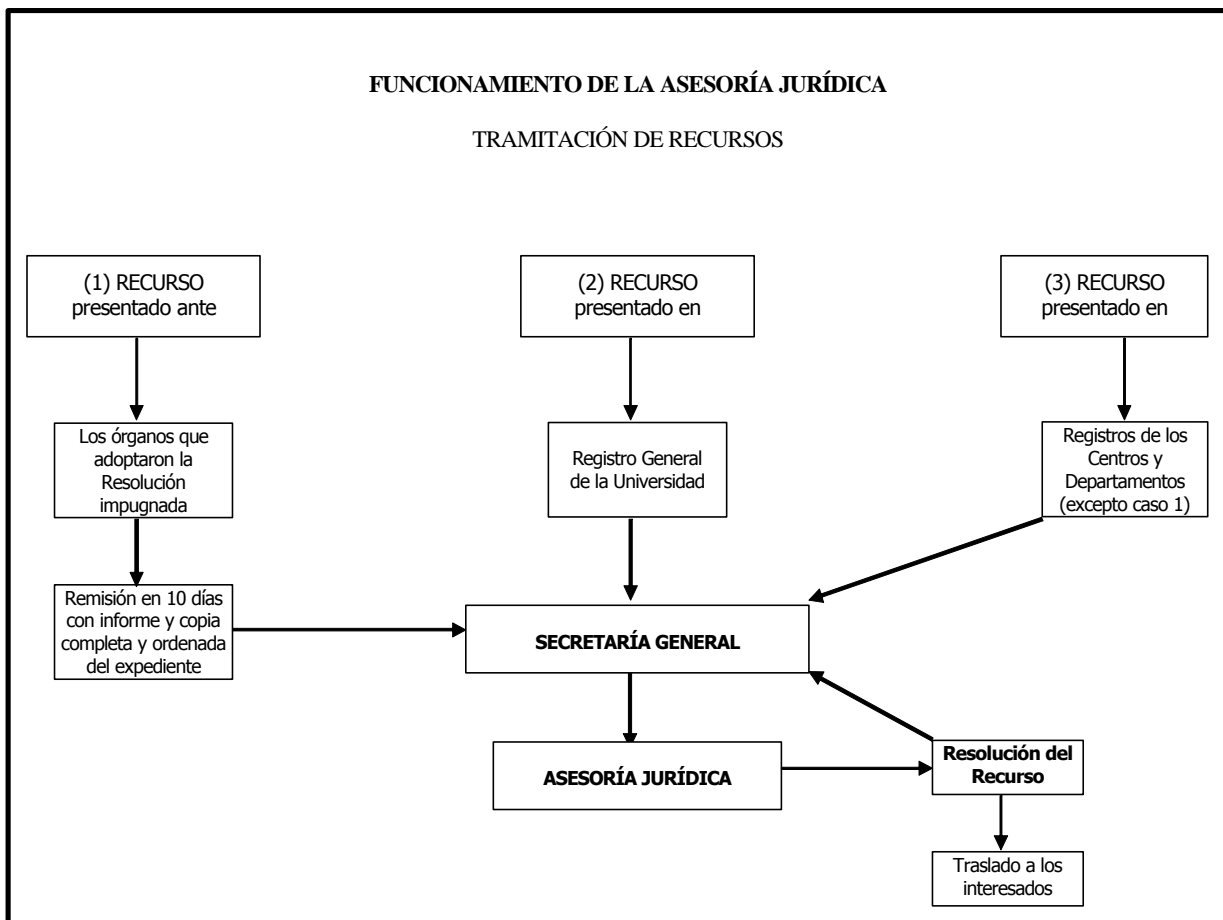 FUNCIONAMIENTO DE LA ASESORÍA JURÍDICA
TRAMITACIÓN DE RECURSOS
(1) RECURSO
presentado ante
(2) RECURSO
presentado en
(3) RECURSO
presentado en
Los órganos que
adoptaron la
Resolución
impugnada
Registro General
de la Universidad
Registros de los
Centros y
Departamentos
(excepto caso 1)
Remisión en 10 días
con informe y copia
completa y ordenada
del expediente
SECRETARÍA GENERAL
ASESORÍA JURÍDICA
Resolución del
Recurso
Traslado a los
interesados